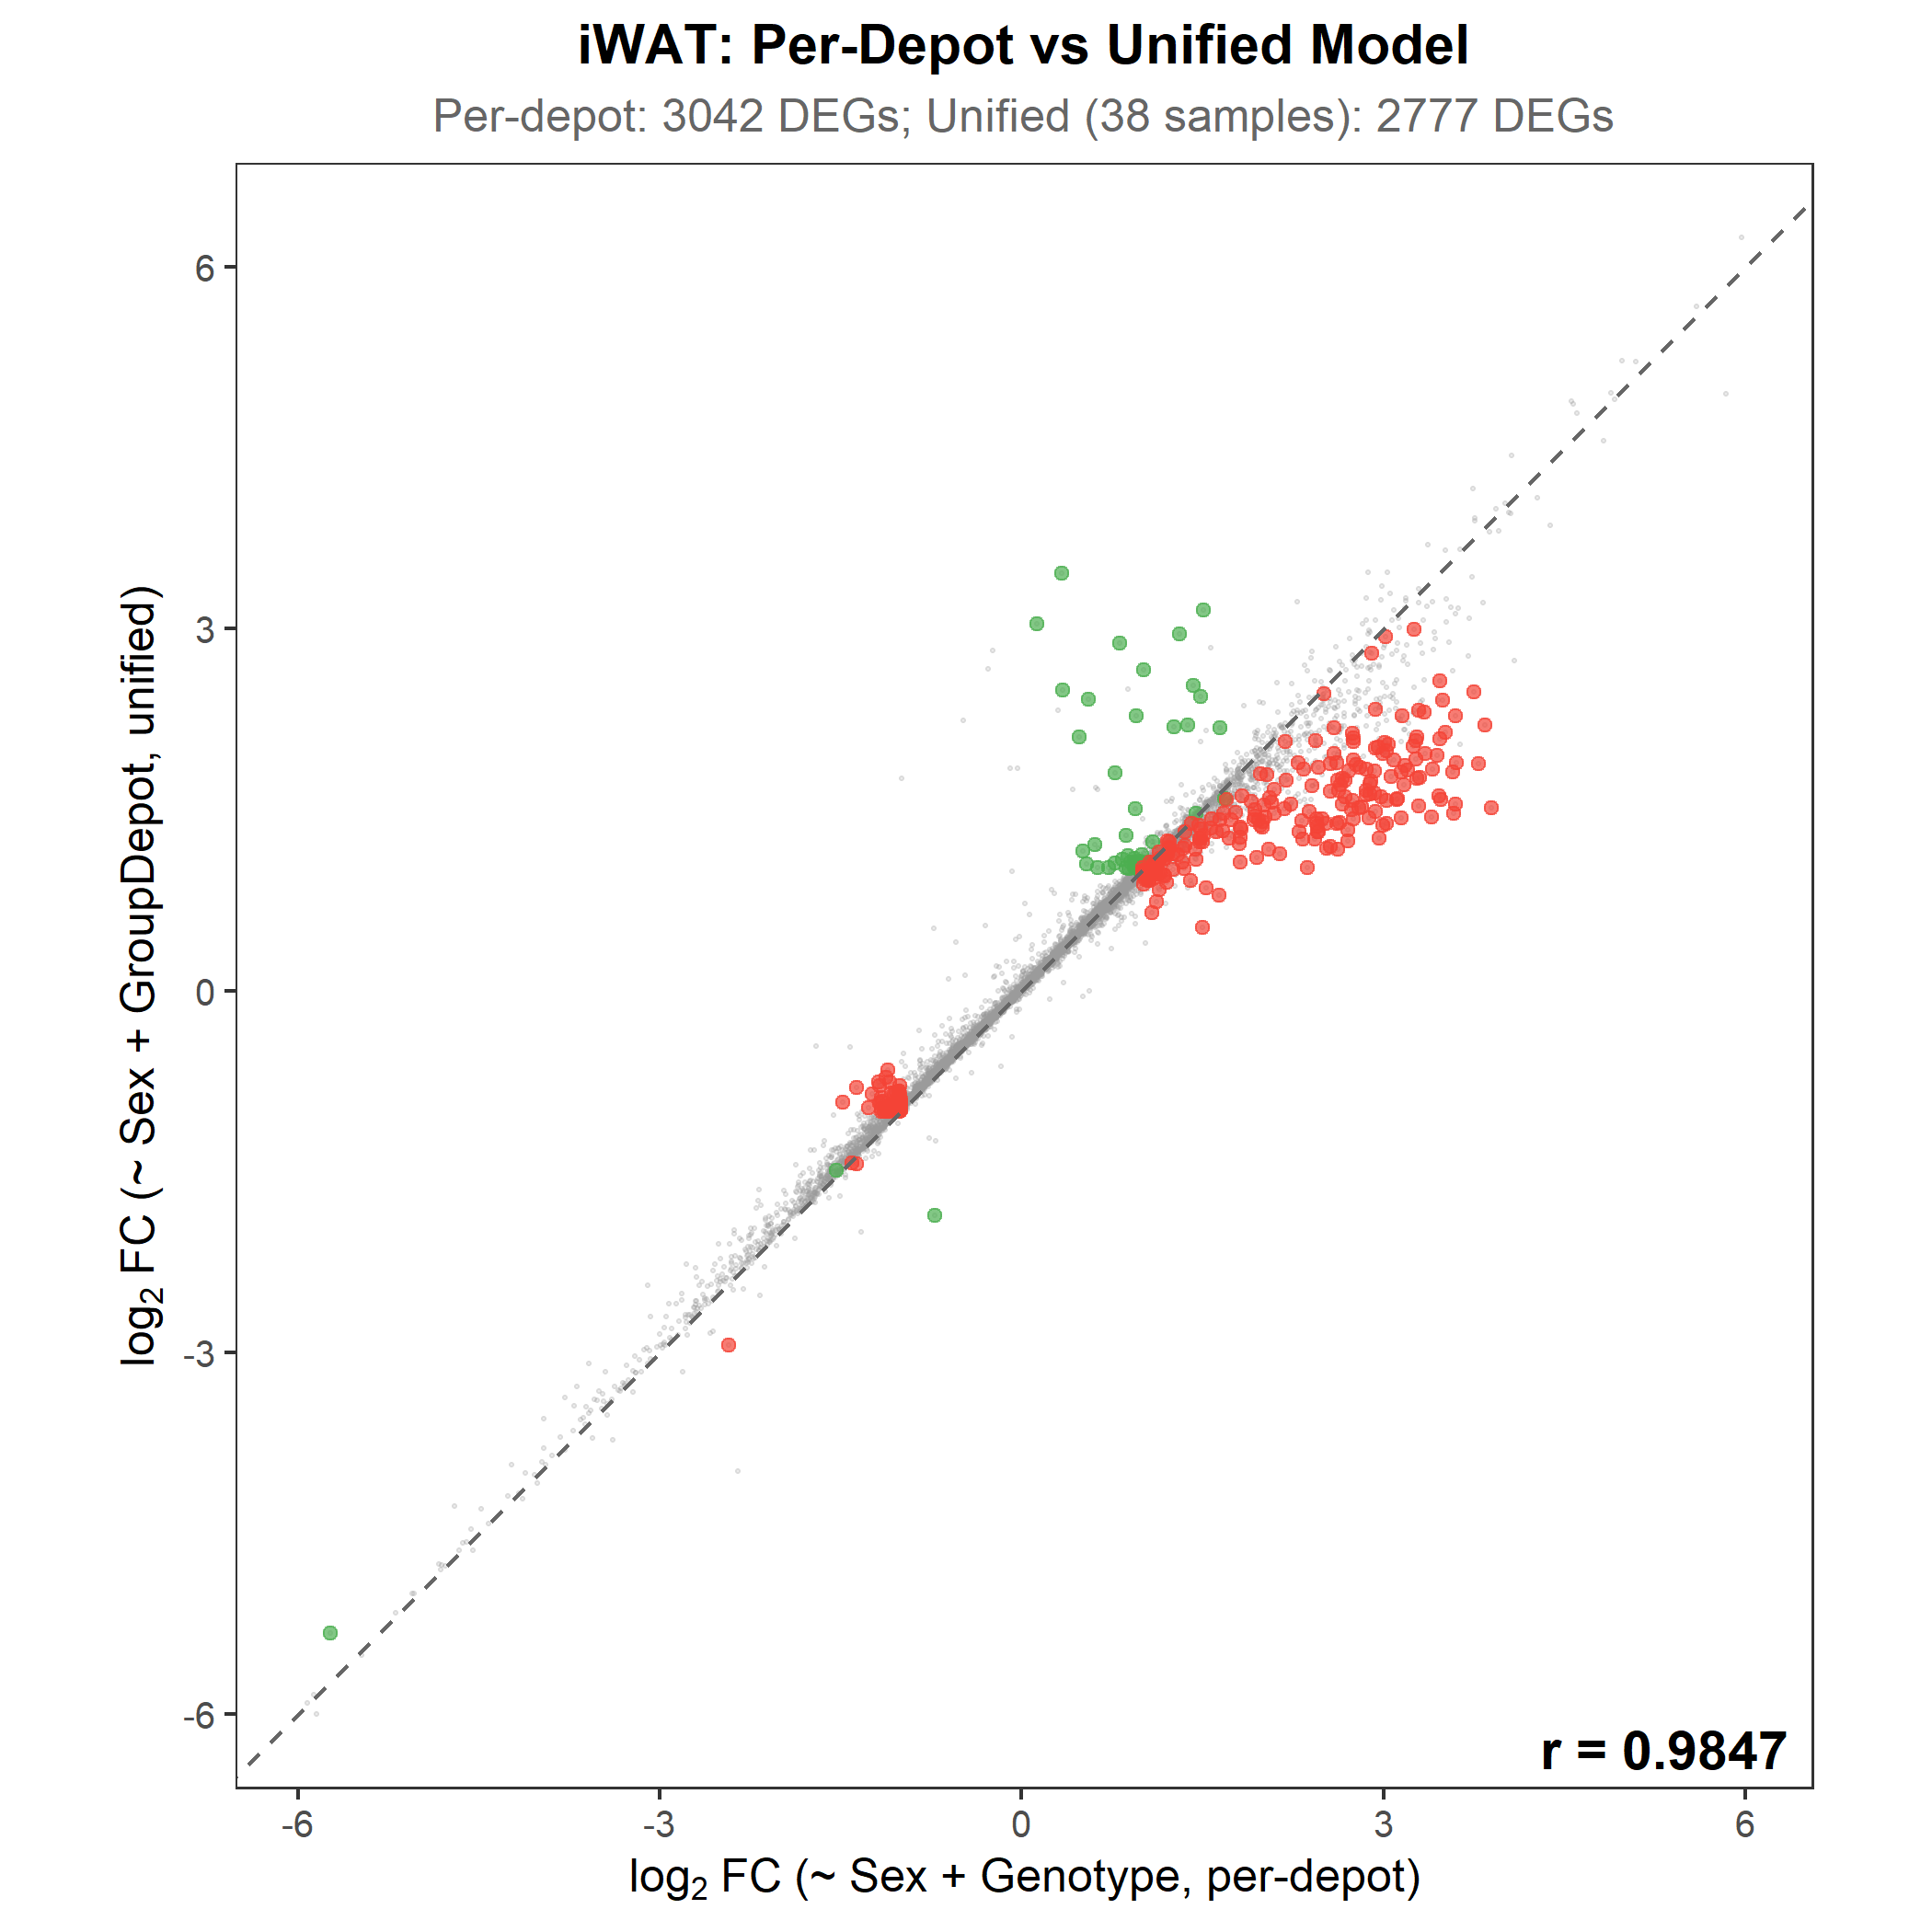 iWAT: Per-Depot vs Unified Model
Per-depot: 3042 DEGs; Unified (38 samples): 2777 DEGs
log₂ FC (~ Sex + GroupDepot, unified)
6
3
0
-3
-6
r = 0.9847
-6 -3 0 3 6
log₂ FC (~ Sex + Genotype, per-depot)